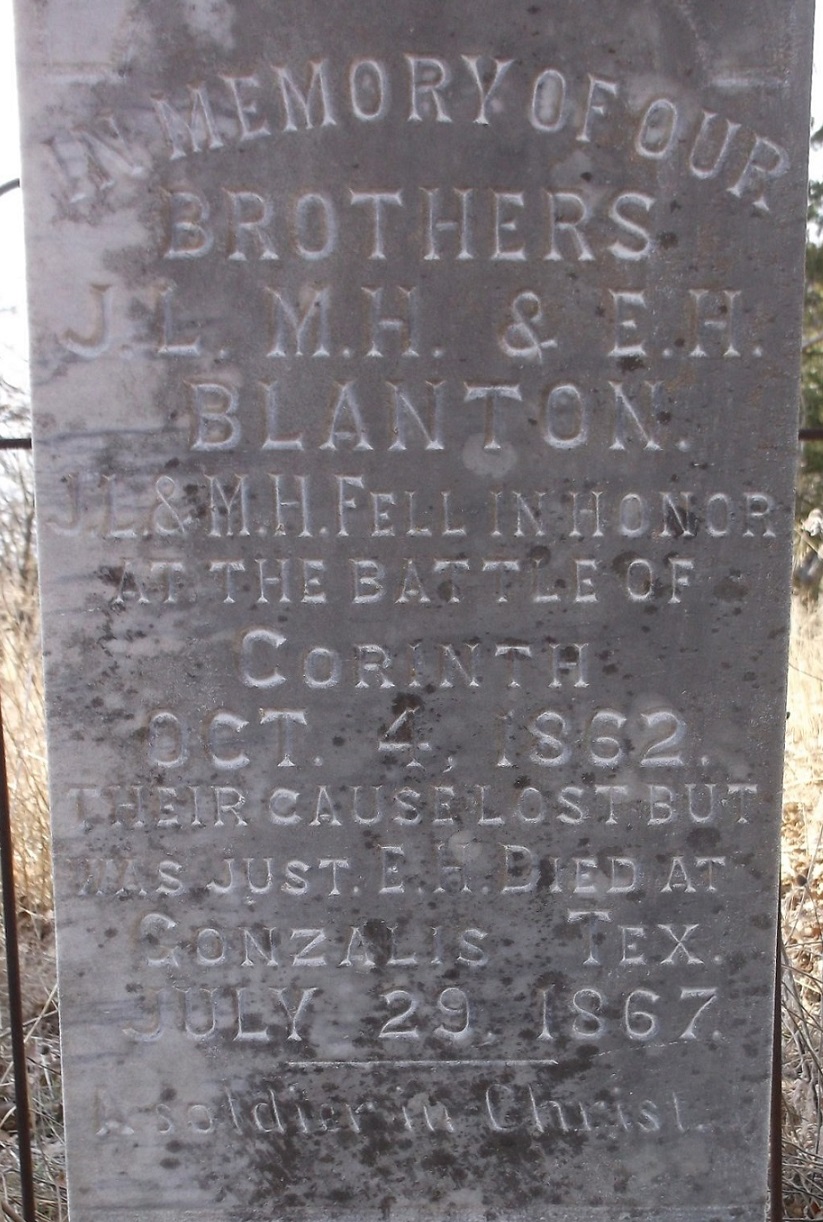 IN MEMORY OF OUR
BROTHERS
J.L. M.H. & E.H.
BLANTON.
J.L.& M.H. FELL IN HONOR
AT THE BATTLE OF
CORINTH
OCT. 4, 1862.
THEIR CAUSE LOST BUT
WAS JUST. E.H. DIED AT
GONZALIS TEX.
JULY 29. 1867.
A soldier in Christ.